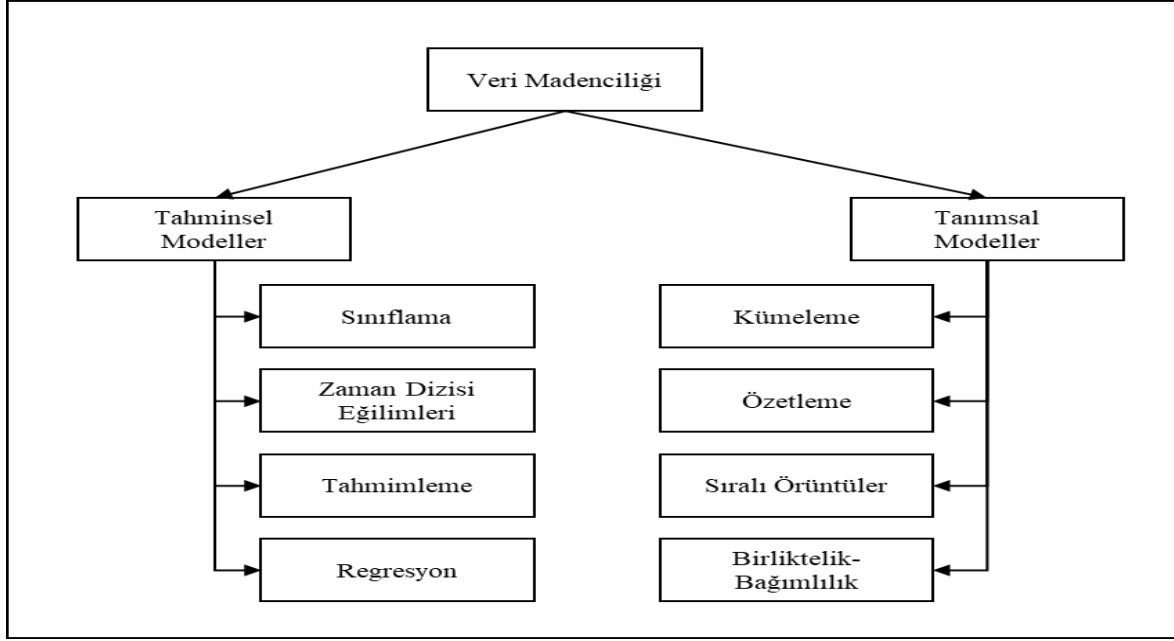 Veri Madenciliği
Tahminsel
Modeller
Tanımsal
Modeller
Sınıflama
Kümeleme
Zaman Dizisi
Eğilimleri
Özetleme
Tahmimleme
Sıralı Örüntüler
Regresyon
Birliktelik-
Bağımlılık